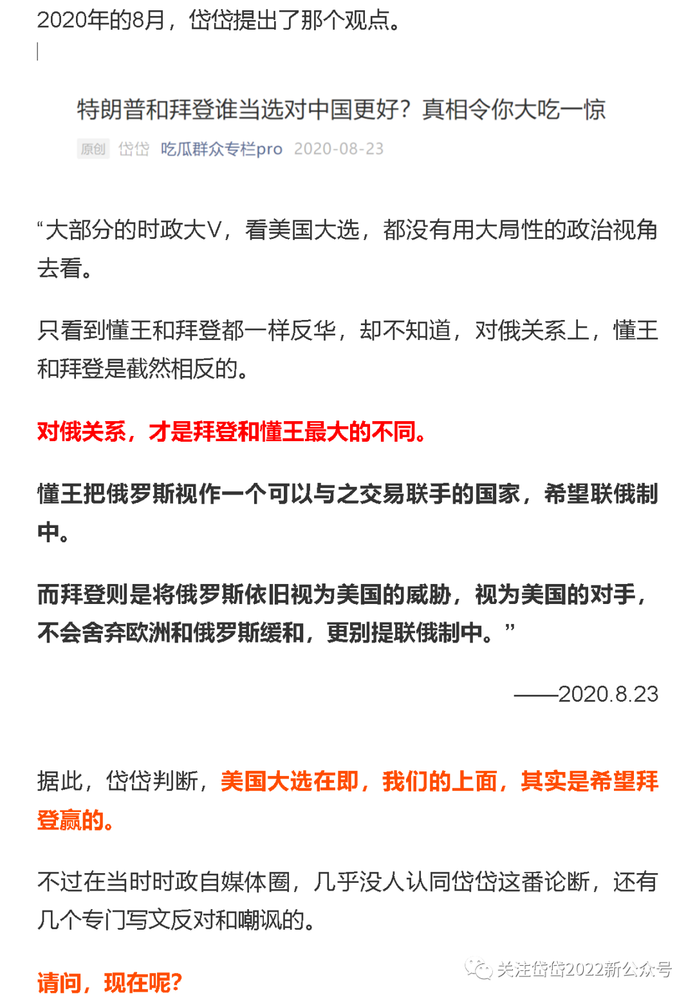 2020年的8月，岱岱提出了那个观点。
特朗普和拜登谁当选对中国更好？真相令你大吃一惊
原创 岱岱 吃瓜群众专栏pro 2020-08-23
“大部分的时政大V，看美国大选，都没有用大局性的政治视角
去看。
只看到懂王和拜登都一样反华，却不知道，对俄关系上，懂王
和拜登是截然相反的。
对俄关系，才是拜登和懂王最大的不同。
懂王把俄罗斯视作一个可以与之交易联手的国家，希望联俄制
中。
而拜登则是将俄罗斯依旧视为美国的威胁，视为美国的对手，
不会舍弃欧洲和俄罗斯缓和，更别提联俄制中。”
——2020.8.23
据此，岱岱判断，美国大选在即，我们的上面，其实是希望拜
登赢的。
不过在当时时政自媒体圈，几乎没人认同岱岱这番论断，还有
几个专门写文反对和嘲讽的。
请问，现在呢？
关注岱岱2022新公众号